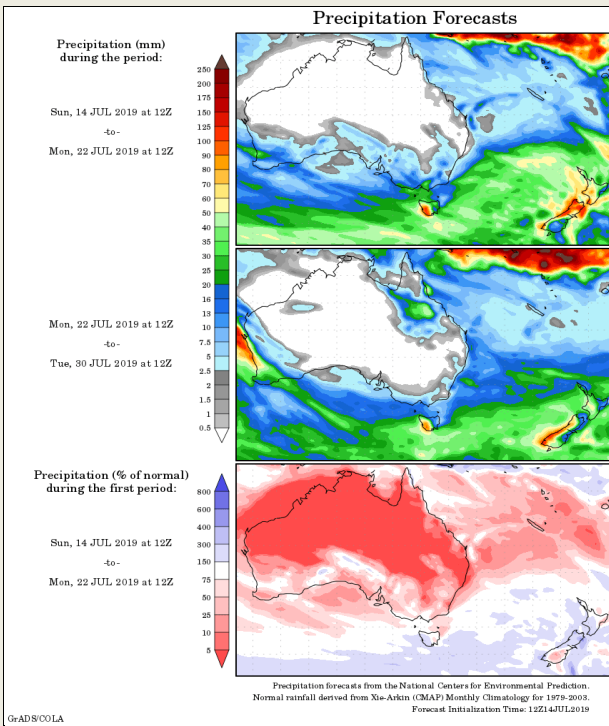 Precipitation Forecasts
Precipitation (mm)
during the period:
Sun, 14 JUL 2019 at 12Z
-to-
Mon, 22 JUL 2019 at 12Z
250
200
175
150
125
100
90
80
70
60
50
40
35
30
25
20
16
13
10
7.5
5
2.5
2
1.5
1
0.5
Mon, 22 JUL 2019 at 12Z
-to-
Tue, 30 JUL 2019 at 12Z
Precipitation (% of normal)
during the first period:
Sun, 14 JUL 2019 at 12Z
-to-
Mon, 22 JUL 2019 at 12Z
800
600
400
300
150
75
50
25
10
5
Precipitation forecasts from the National Centers for Environmental Prediction.
Normal rainfall derived from Xie-Arkin (CMAP) Monthly Climatology for 1979-2003.
Forecast Initialization Time: 12Z14JUL2019
GrADS/COLA